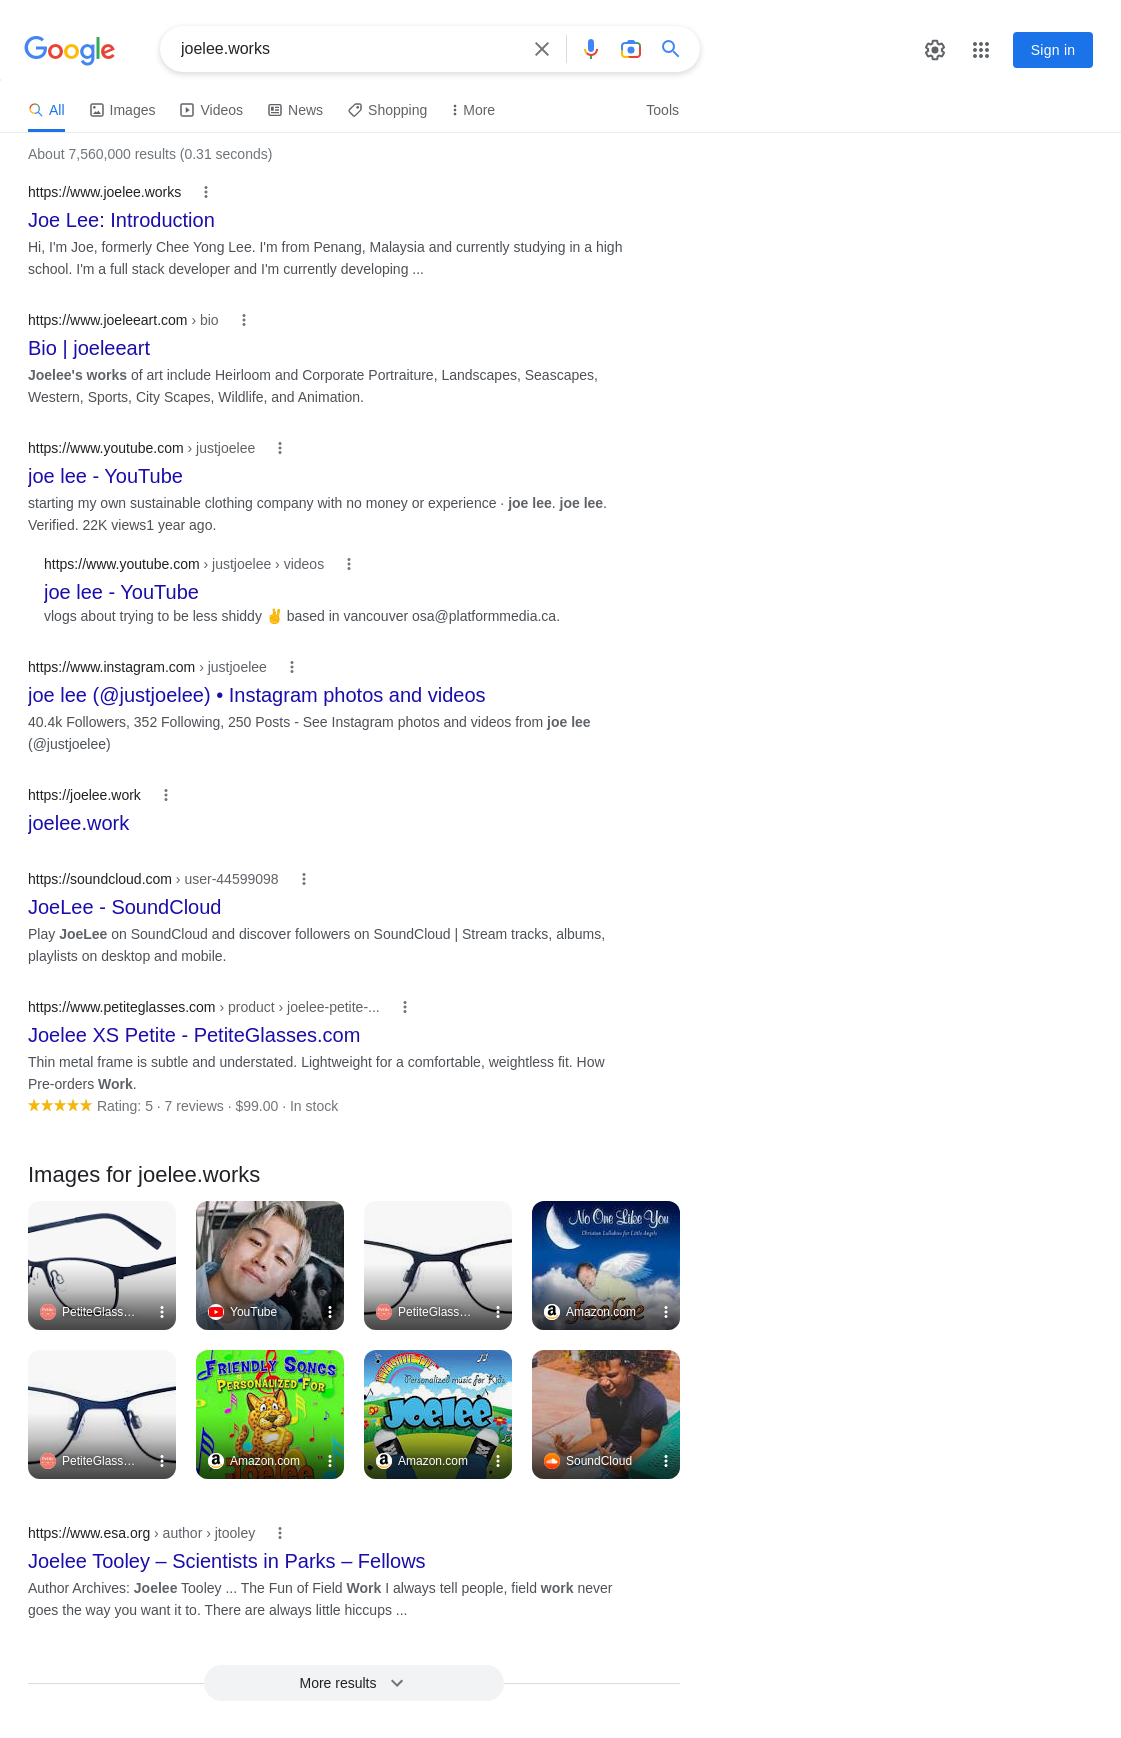 Google
joelee.works
Sign in
All
Images
Videos
News
Shopping
More
Tools
About 7,560,000 results (0.31 seconds)
https://www.joelee.works
Joe Lee: Introduction
Hi, I'm Joe, formerly Chee Yong Lee. I'm from Penang, Malaysia and currently studying in a high
school. I'm a full stack developer and I'm currently developing ...
https://www.joeleeart.com › bio
Bio | joeleeart
Joelee's works of art include Heirloom and Corporate Portraiture, Landscapes, Seascapes,
Western, Sports, City Scapes, Wildlife, and Animation.
https://www.youtube.com › justjoelee
joe lee - YouTube
starting my own sustainable clothing company with no money or experience · joe lee. joe lee.
Verified. 22K views1 year ago.
https://www.youtube.com › justjoelee › videos
joe lee - YouTube
vlogs about trying to be less shiddy ✌ based in vancouver osa@platformmedia.ca.
https://www.instagram.com › justjoelee
joe lee (@justjoelee) • Instagram photos and videos
40.4k Followers, 352 Following, 250 Posts - See Instagram photos and videos from joe lee
(@justjoelee)
https://joelee.work
joelee.work
https://soundcloud.com › user-44599098
JoeLee - SoundCloud
Play JoeLee on SoundCloud and discover followers on SoundCloud | Stream tracks, albums,
playlists on desktop and mobile.
https://www.petiteglasses.com › product › joelee-petite-...
Joelee XS Petite - PetiteGlasses.com
Thin metal frame is subtle and understated. Lightweight for a comfortable, weightless fit. How
Pre-orders Work.
Rating: 5 · 7 reviews · $99.00 · In stock
Images for joelee.works
No One Like You
Christian Lullabies for Little Angels
Joelee
PetiteGlass...
YouTube
PetiteGlass...
Amazon.com
FRIENDLY SONGS
PERSONALIZED FOR
Joelee
IMAGINE THE
Personalized music for Kids
Joelee
PetiteGlass...
Amazon.com
Amazon.com
SoundCloud
https://www.esa.org › author › jtooley
Joelee Tooley – Scientists in Parks – Fellows
Author Archives: Joelee Tooley ... The Fun of Field Work I always tell people, field work never
goes the way you want it to. There are always little hiccups ...
More results